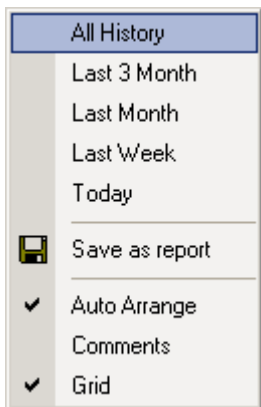 All History
Last 3 Month
Last Month
Last Week
Today
Save as report
Auto Arrange
Comments
Grid